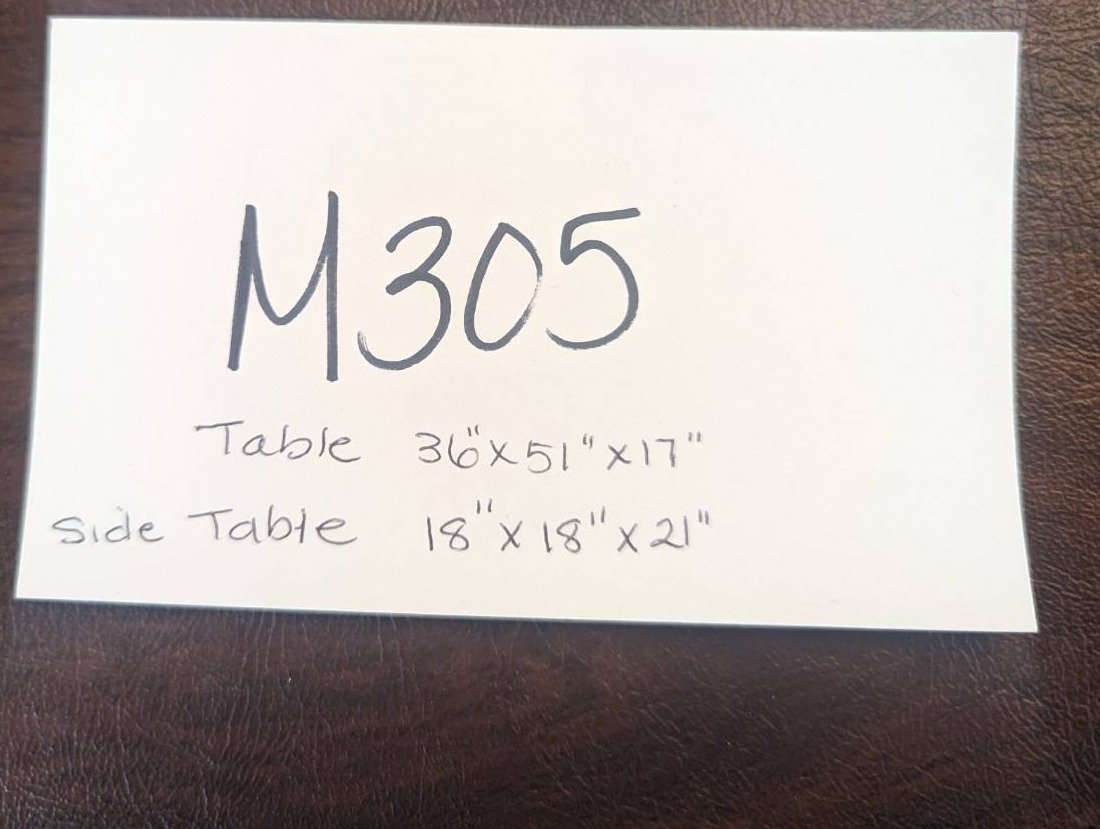 M305
Table 36"x51"x17"
Side Table 18"x18"x21"